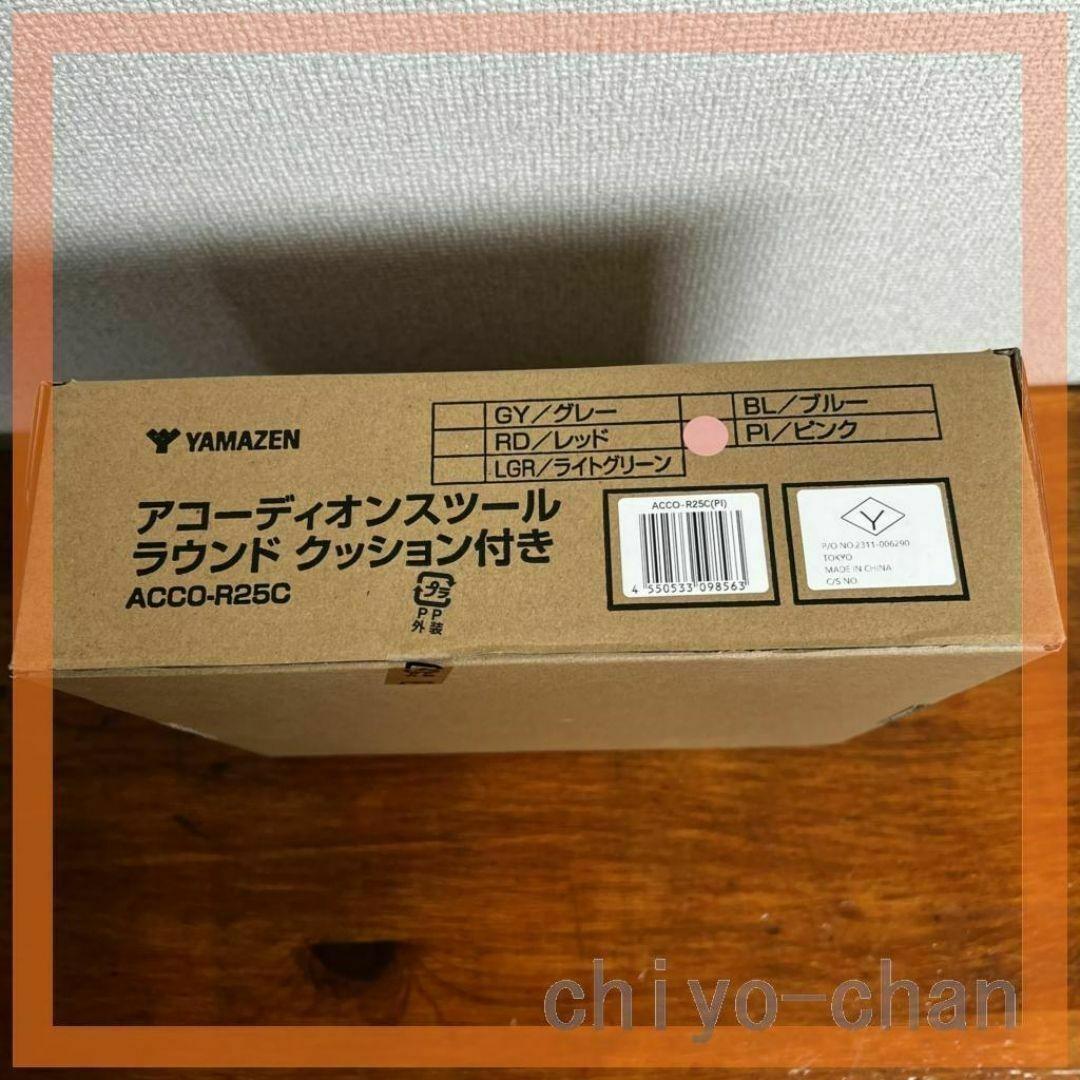 YAMAZEN
GY/グレー
BL/ブルー
RD/レッド
PI/ピンク
LGR/ライトグリーン
アコーディオンスツール
ラウンド クッション付き
ACCO-R25C
プラ
PP
外装
ACCO-R25C(PI)
4 550533 098563
Y
P/O NO.2311-006290
TOKYO
MADE IN CHINA
C/S NO.
chiyo-chan